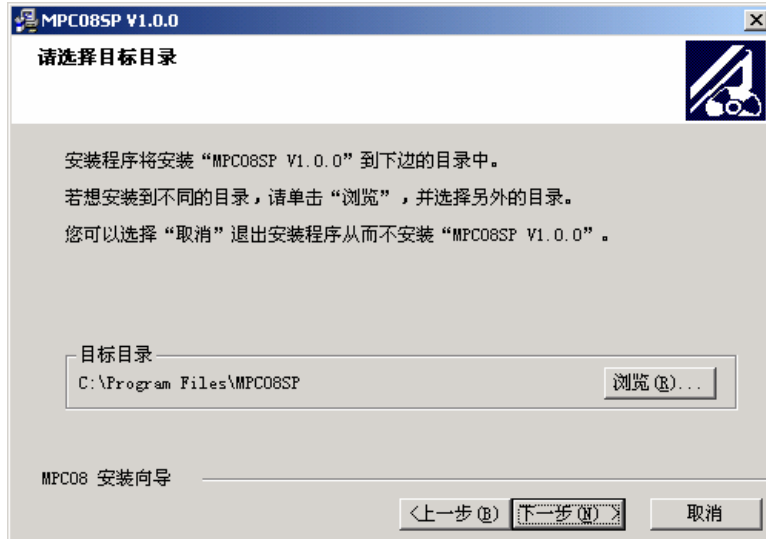 MPC08SP V1.0.0
请选择目标目录
安装程序将安装“MPC08SP V1.0.0”到下边的目录中。
若想安装到不同的目录，请单击“浏览”，并选择另外的目录。
您可以选择“取消”退出安装程序从而不安装“MPC08SP V1.0.0”。
目标目录
C:\Program Files\MPC08SP
浏览(R)...
MPC08 安装向导
<上一步(B) 下一步(N)> 取消